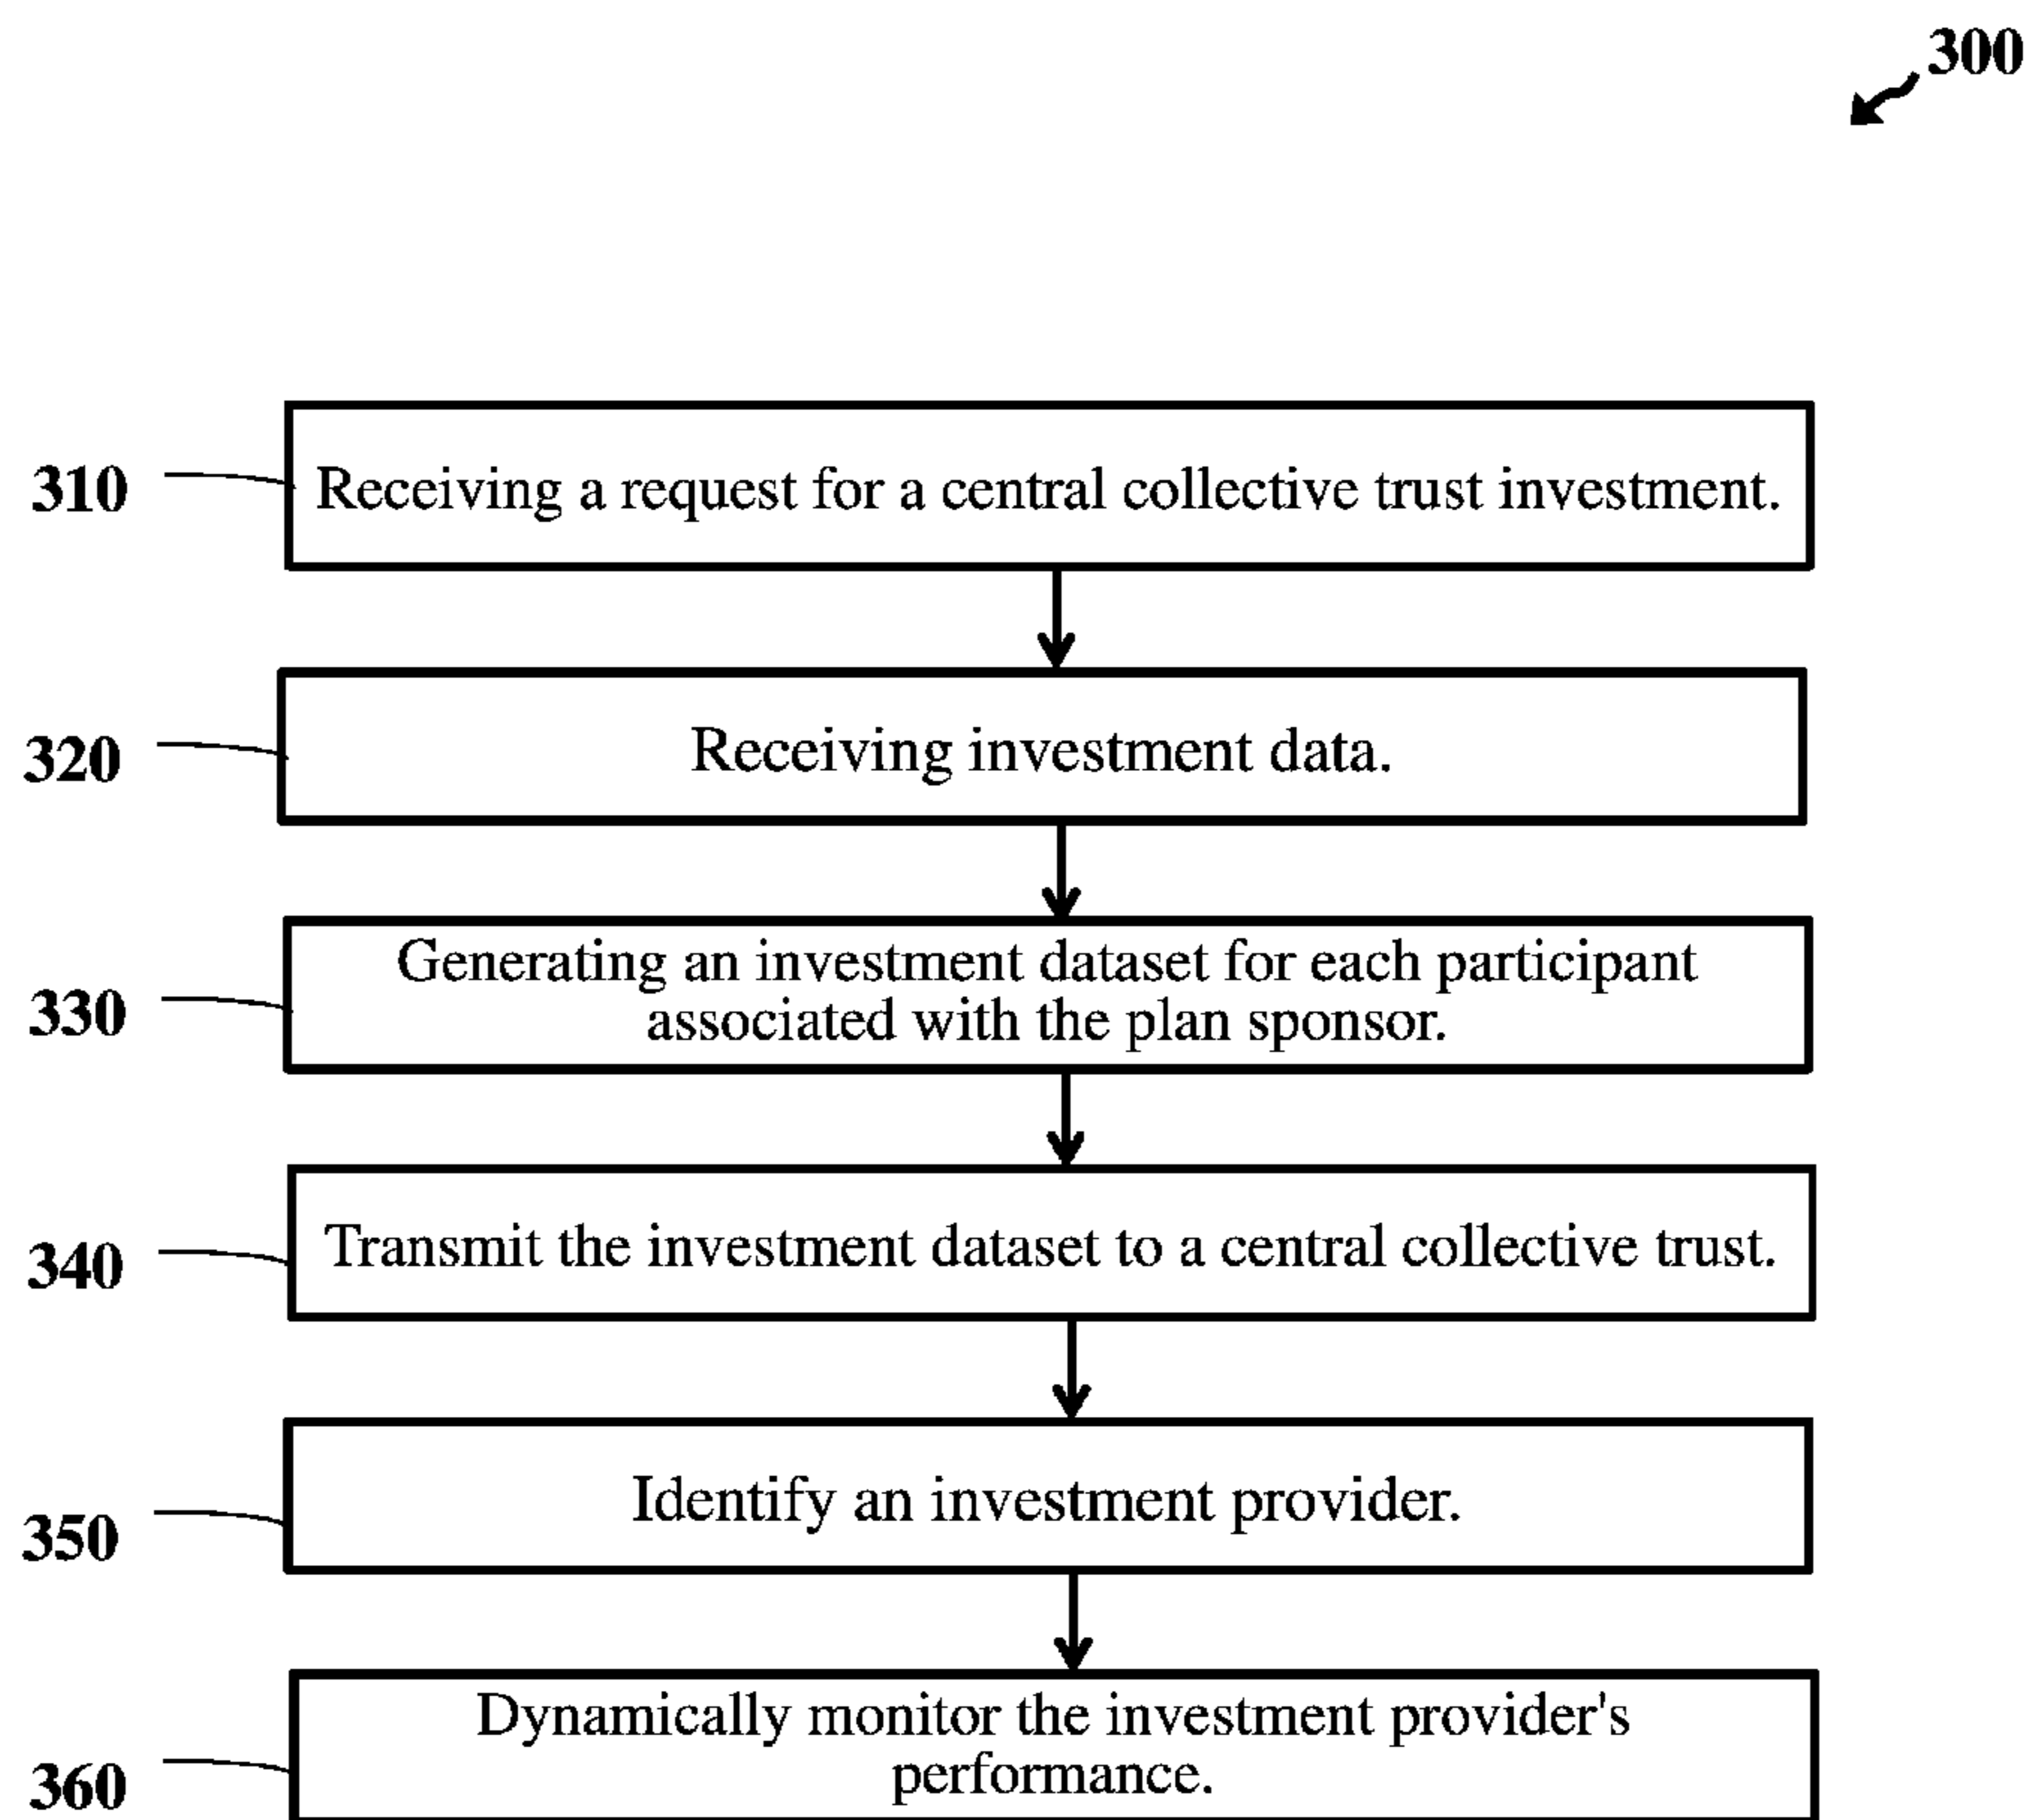 300
310
Receiving a request for a central collective trust investment.
320
Receiving investment data.
330
Generating an investment dataset for each participant
associated with the plan sponsor.
340
Transmit the investment dataset to a central collective trust.
350
Identify an investment provider.
360
Dynamically monitor the investment provider's
performance.